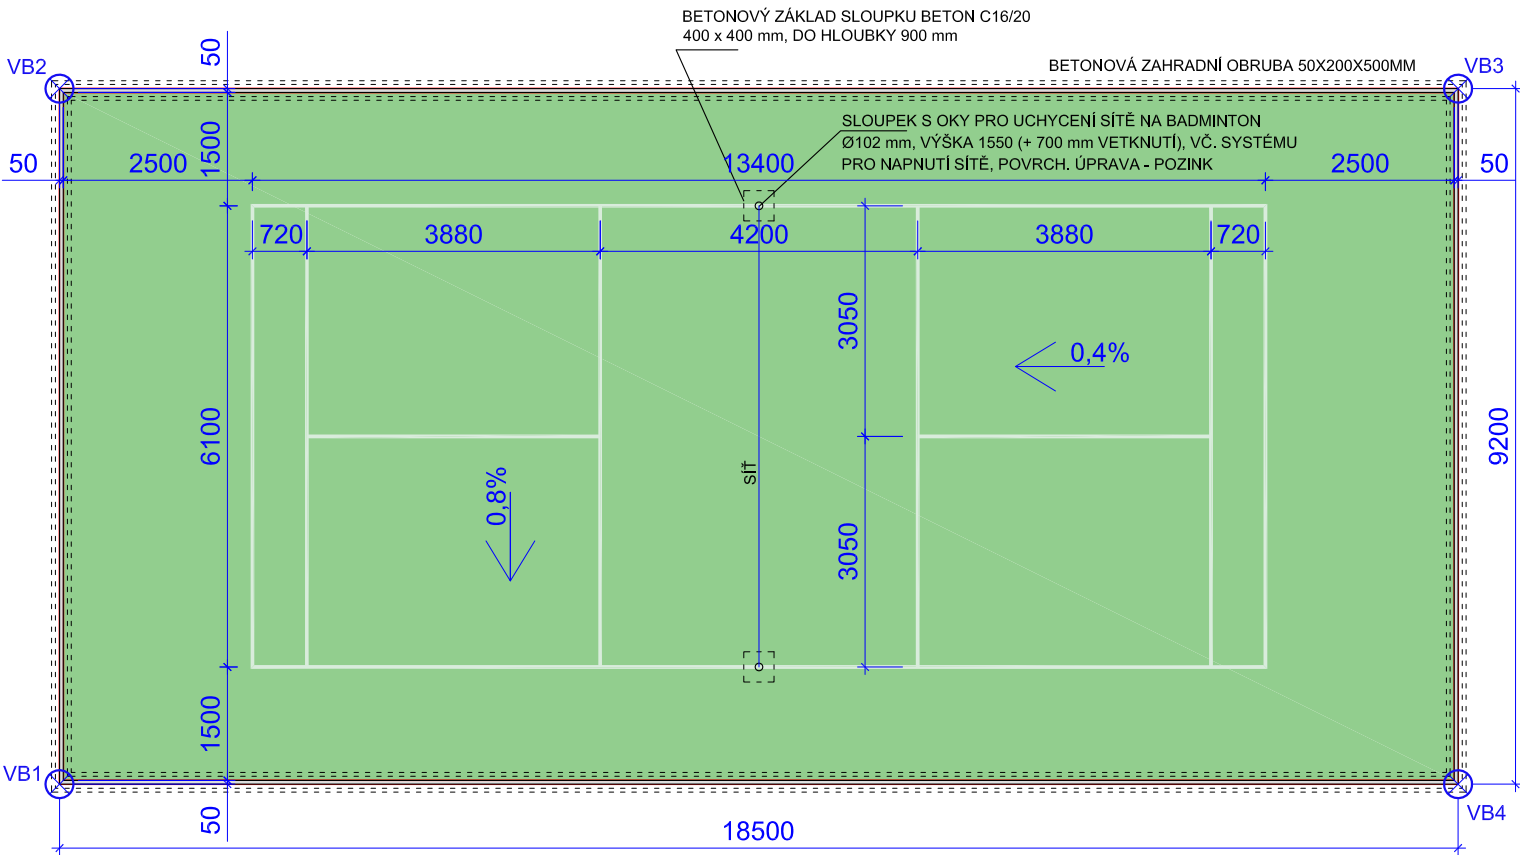 BETONOVÝ ZÁKLAD SLOUPKU BETON C16/20
400 x 400 mm, DO HLOUBKY 900 mm
BETONOVÁ ZAHRADNÍ OBRUBA 50X200X500MM
VB2
VB3
50
SLOUPEK S OKY PRO UCHYCENÍ SÍTĚ NA BADMINTON
Ø102 mm, VÝŠKA 1550 (+ 700 mm VETKNUTÍ), VČ. SYSTÉMU
PRO NAPNUTÍ SÍTĚ, POVRCH. ÚPRAVA - POZINK
50
2500
1500
13400
2500
50
720
3880
4200
3880
720
3050
0,4%
6100
9200
SÍŤ
0,8%
3050
1500
VB1
50
VB4
18500